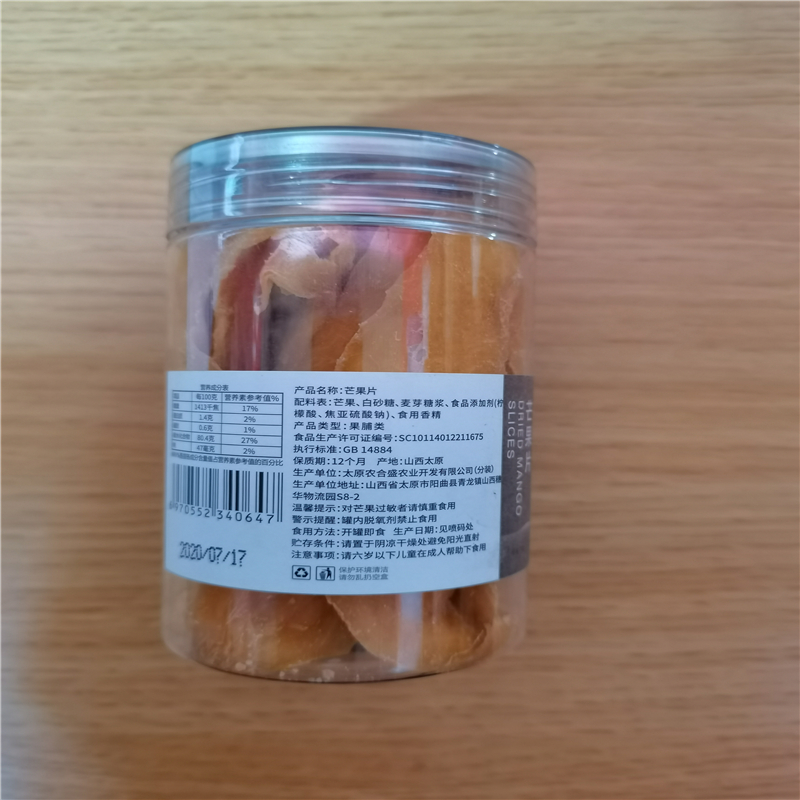 营养成分表
每100克 营养素参考值%
1413千焦 17%
1.4克 2%
0.6克 1%
80.4克 27%
47毫克 2%
970552 340647
2020/07/17
产品名称:芒果片
配料表:芒果、白砂糖、麦芽糖浆、食品添加剂(柠
檬酸、焦亚硫酸钠)、食用香精
产品类型:果脯类
食品生产许可证编号:SC10114012211675
执行标准:GB 14884
保质期:12个月 产地:山西太原
生产单位:太原农合盛农业开发有限公司(分装)
生产单位地址:山西省太原市阳曲县青龙镇山西穗
华物流园S8-2
温馨提示:对芒果过敏者请慎重食用
警示提醒:罐内脱氧剂禁止食用
食用方法:开罐即食 生产日期:见喷码处
贮存条件:请置于阴凉干燥处避免阳光直射
注意事项:请六岁以下儿童在成人帮助下食用
保护环境清洁
请勿乱扔空盒
DRIED MANGO
SLICES